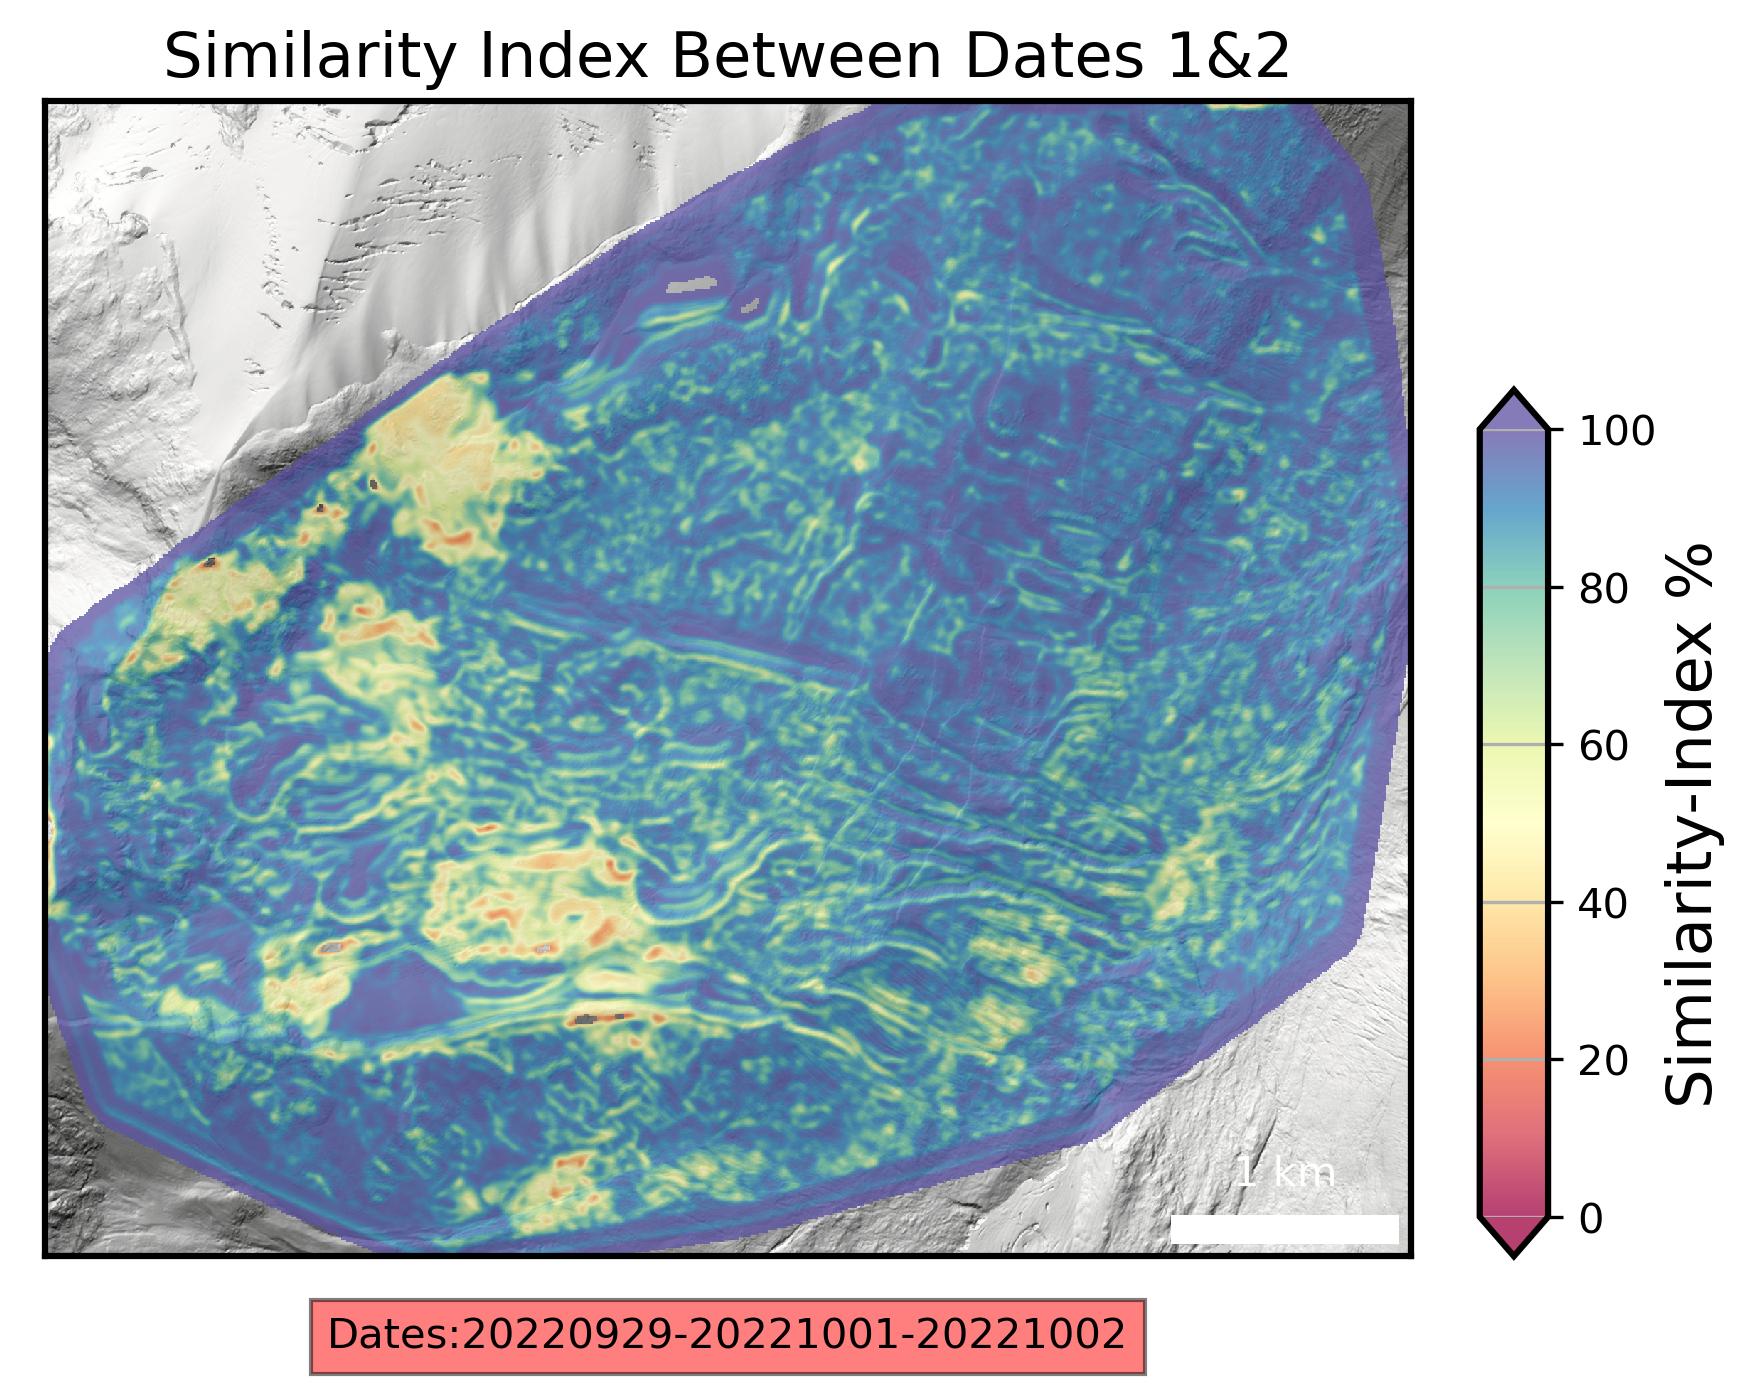 Similarity Index Between Dates 1&2
100
80
60
40
20
0
Similarity-Index %
1 km
Dates:20220929-20221001-20221002